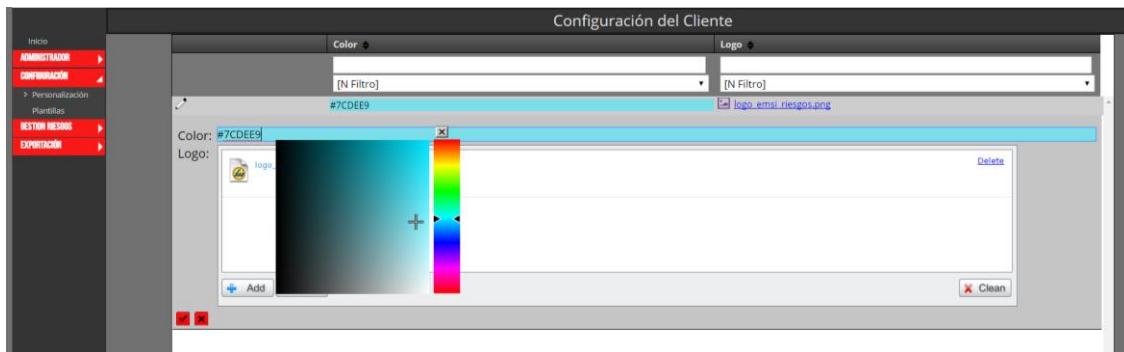 Configuración del Cliente
Inicio
ADMINISTRADOR
CONFIGURACIÓN
> Personalización
Plantillas
GESTION RIESGOS
EXPORTACIÓN
Color Logo
[N Filtro] [N Filtro]
#7CDEE9 logo_emsi_riesgos.png
Color: #7CDEE9
Logo:
logo_ Delete
Add Clean